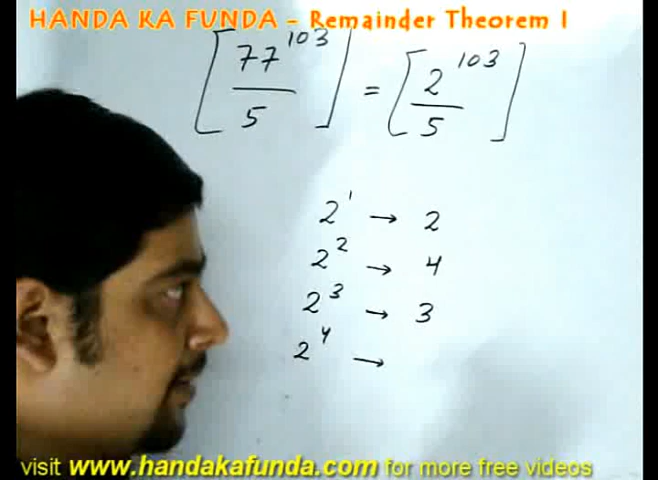 HANDA KA FUNDA - Remainder Theorem 1
[77^103 / 5] = [2^103 / 5]
2^1 → 2
2^2 → 4
2^3 → 3
2^4 →
visit www.handakafunda.com for more free videos